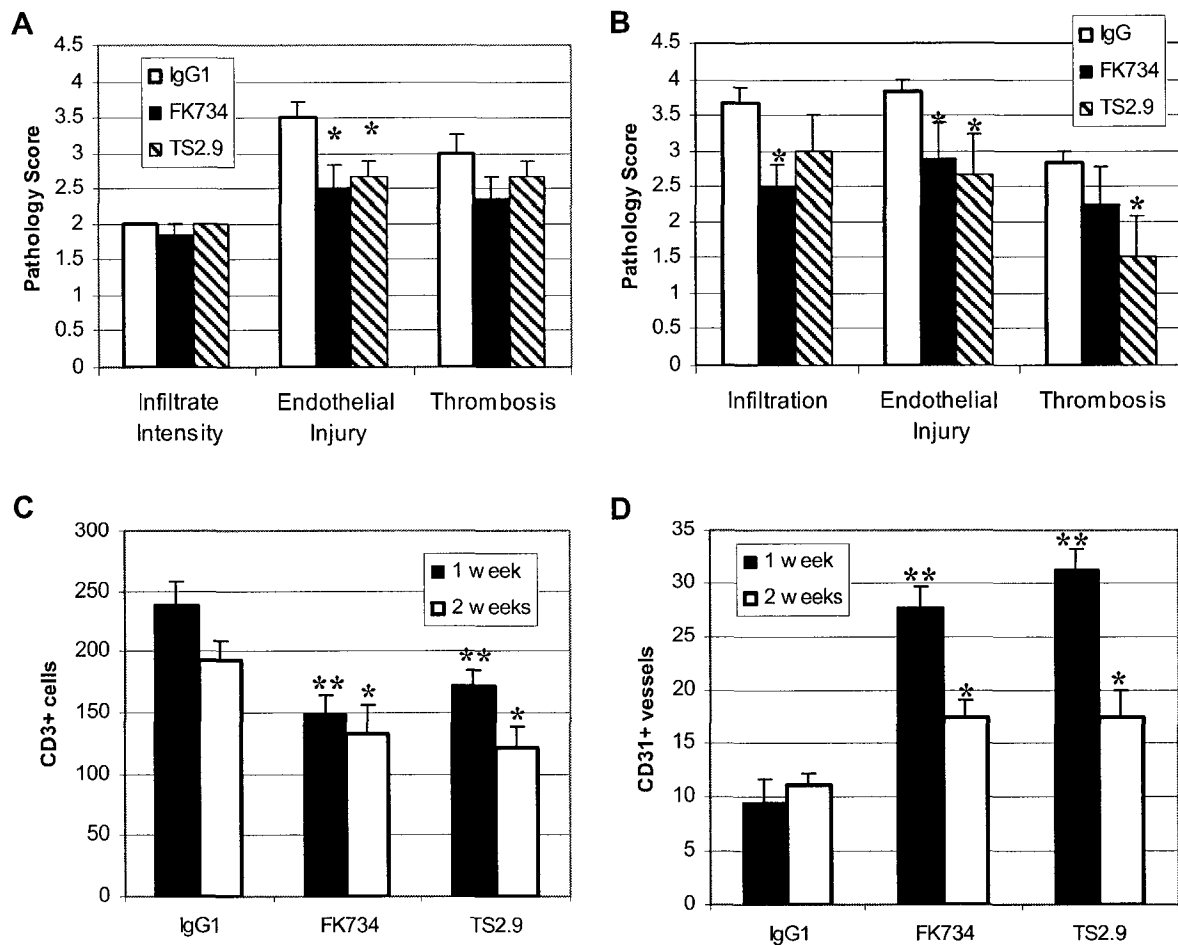 A
4.5
4
3.5
3
2.5
2
1.5
1
0.5
0
Pathology Score
IgG1
FK734
TS2.9
* *
Infiltrate Intensity
Endothelial Injury
Thrombosis
B
4.5
4
3.5
3
2.5
2
1.5
1
0.5
0
Pathology Score
IgG
FK734
TS2.9
* * * *
Infiltration
Endothelial Injury
Thrombosis
C
300
250
200
150
100
50
0
CD3+ cells
1 week
2 weeks
** * ** *
IgG1
FK734
TS2.9
D
35
30
25
20
15
10
5
0
CD31+ vessels
1 week
2 weeks
** * ** *
IgG1
FK734
TS2.9